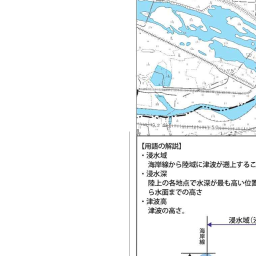 【用語の解説】
・浸水域
海岸線から陸域に津波が遡上するこ
・浸水深
陸上の各地点で水深が最も高い位置
ら水面までの高さ
・津波高
津波の高さ。
浸水域（
海岸線